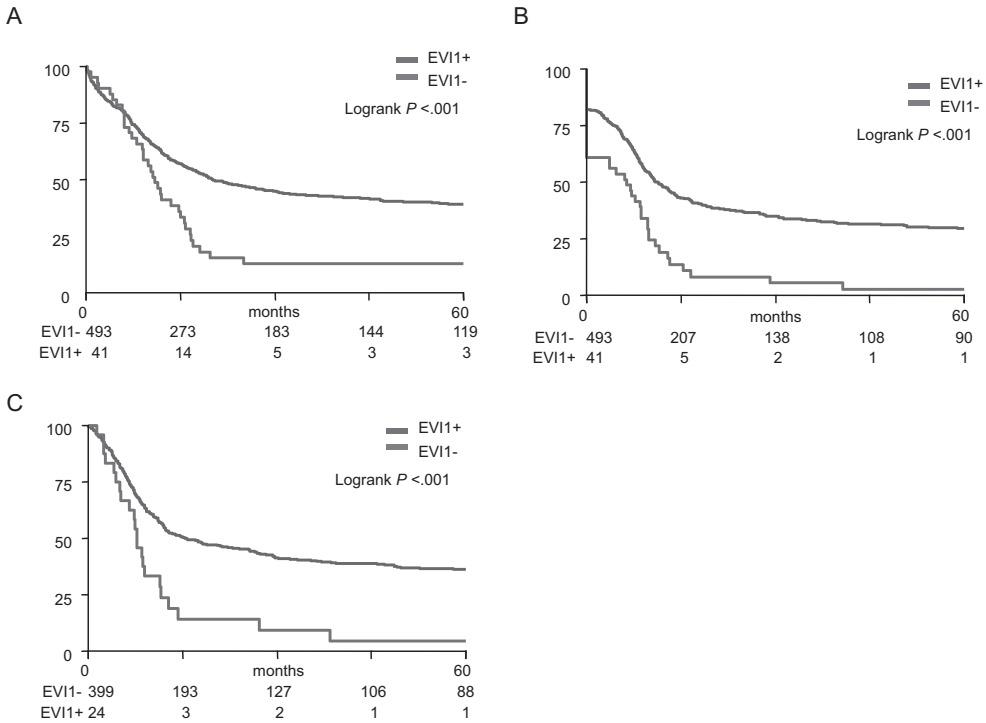 A
EVI1+
EVI1-
Logrank P <.001
100
75
50
25
0
0 months 60
EVI1- 493 273 183 144 119
EVI1+ 41 14 5 3 3
B
EVI1+
EVI1-
Logrank P <.001
100
75
50
25
0
0 months 60
EVI1- 493 207 138 108 90
EVI1+ 41 5 2 1 1
C
EVI1+
EVI1-
Logrank P <.001
100
75
50
25
0
0 months 60
EVI1- 399 193 127 106 88
EVI1+ 24 3 2 1 1